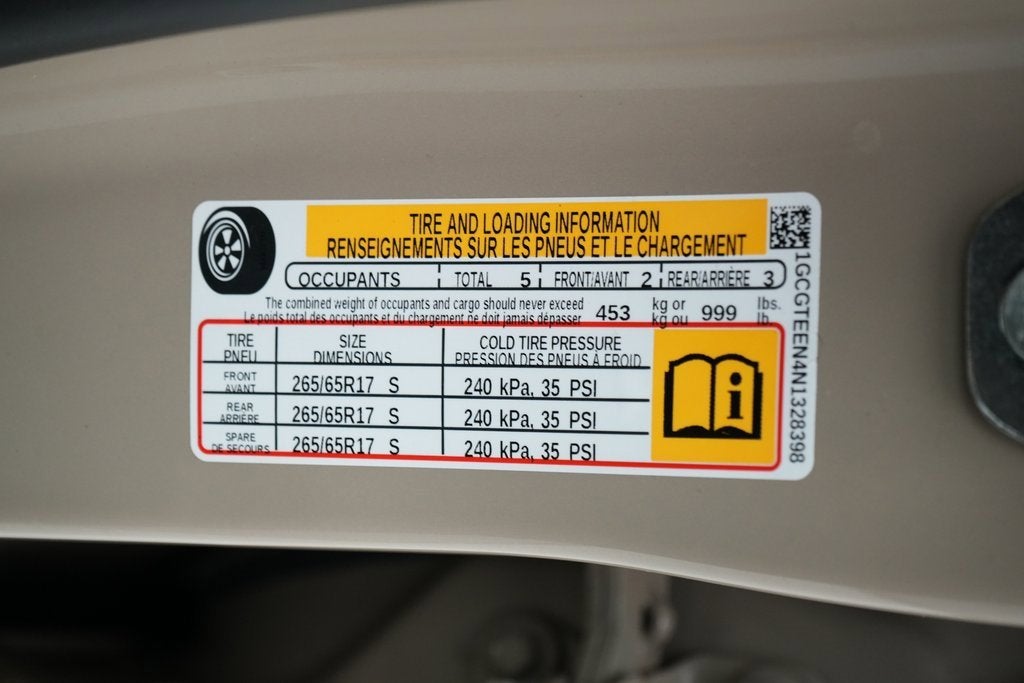 TIRE AND LOADING INFORMATION
RENSEIGNEMENTS SUR LES PNEUS ET LE CHARGEMENT
OCCUPANTS TOTAL 5 FRONT/AVANT 2 REAR/ARRIÈRE 3
The combined weight of occupants and cargo should never exceed 453 kg or 999 lbs.
Le poids total des occupants et du chargement ne doit jamais dépasser kg ou lb.
TIRE SIZE COLD TIRE PRESSURE
PNEU DIMENSIONS PRESSION DES PNEUS À FROID
FRONT
AVANT 265/65R17 S 240 kPa, 35 PSI
REAR
ARRIÈRE 265/65R17 S 240 kPa, 35 PSI
SPARE
DE SECOURS 265/65R17 S 240 kPa, 35 PSI
i
1GCGTEEN4N1328398